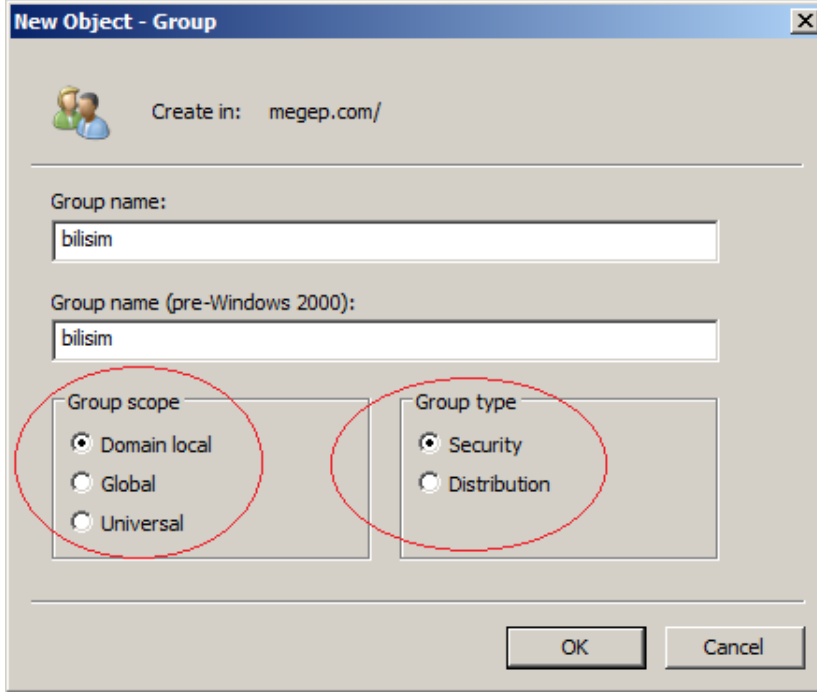 New Object - Group
Create in: megep.com/
Group name:
bilisim
Group name (pre-Windows 2000):
bilisim
Group scope
Domain local
Global
Universal
Group type
Security
Distribution
OK
Cancel